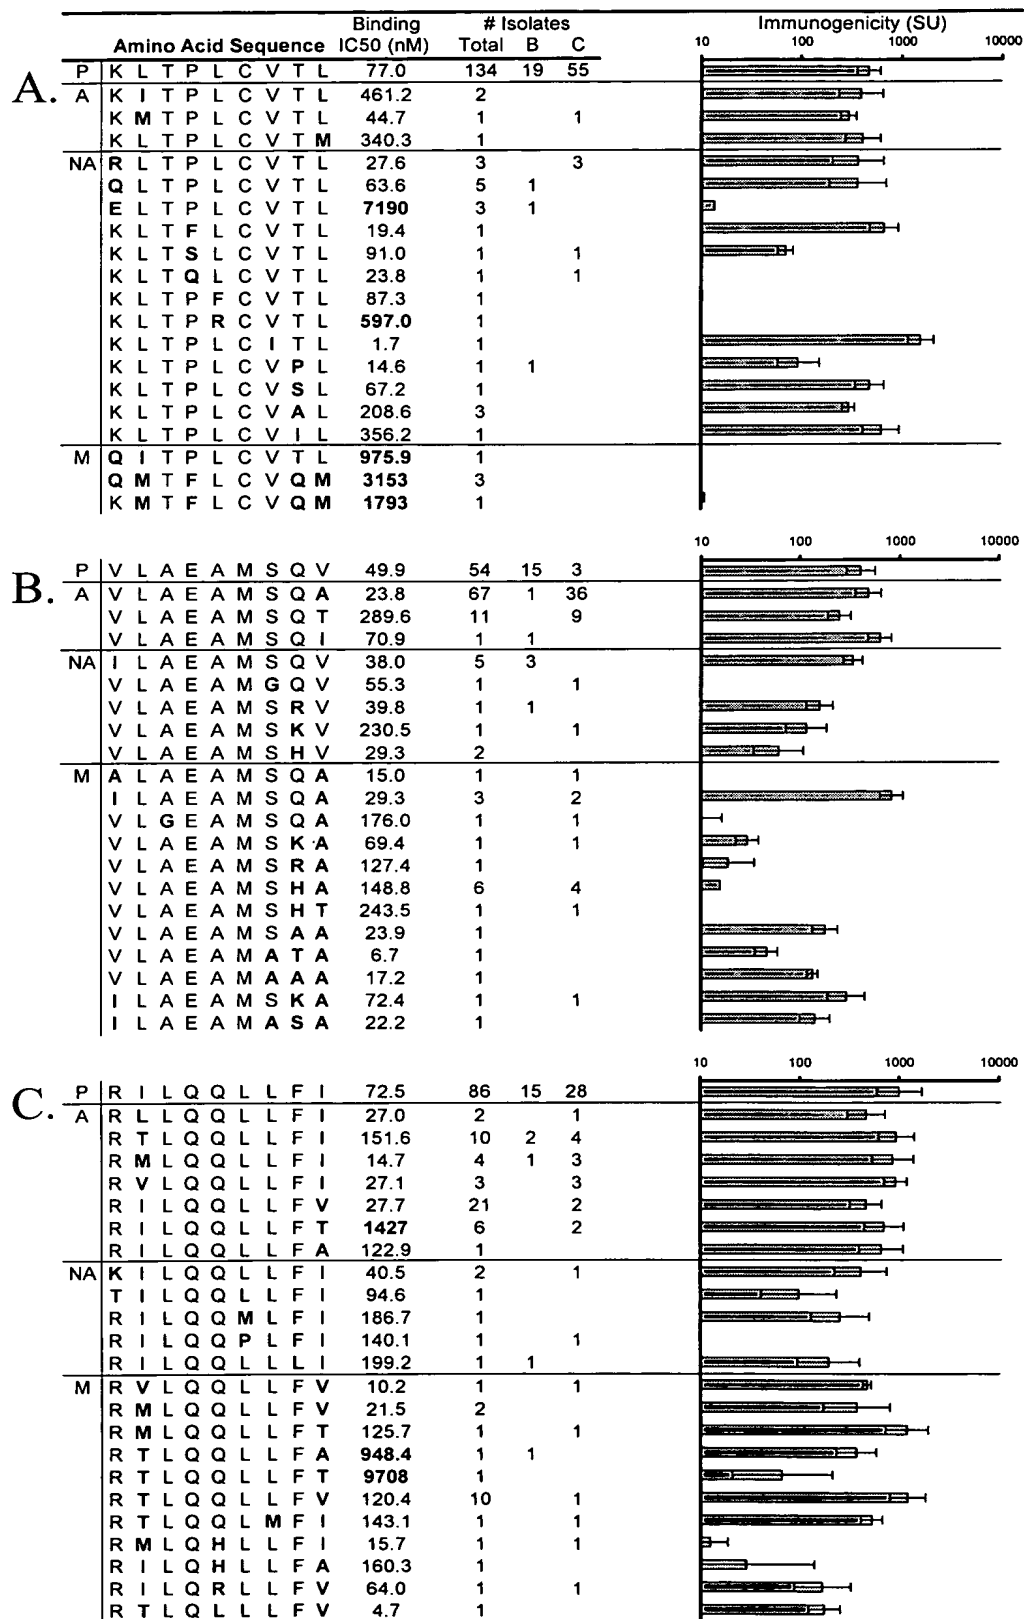 Binding # Isolates Immunogenicity (SU)
Amino Acid Sequence IC50 (nM) Total B C 10 100 1000 10000
A.
P K L T P L C V T L 77.0 134 19 55
A K I T P L C V T L 461.2 2
K M T P L C V T L 44.7 1 1
K L T P L C V T M 340.3 1
NA R L T P L C V T L 27.6 3 3
Q L T P L C V T L 63.6 5 1
E L T P L C V T L 7190 3 1
K L T F L C V T L 19.4 1
K L T S L C V T L 91.0 1 1
K L T Q L C V T L 23.8 1 1
K L T P F C V T L 87.3 1
K L T P R C V T L 597.0 1
K L T P L C I T L 1.7 1
K L T P L C V P L 14.6 1 1
K L T P L C V S L 67.2 1
K L T P L C V A L 208.6 3
K L T P L C V I L 356.2 1
M Q I T P L C V T L 975.9 1
Q M T F L C V Q M 3153 3
K M T F L C V Q M 1793 1
B.
10 100 1000 10000
P V L A E A M S Q V 49.9 54 15 3
A V L A E A M S Q A 23.8 67 1 36
V L A E A M S Q T 289.6 11 9
V L A E A M S Q I 70.9 1 1
NA I L A E A M S Q V 38.0 5 3
V L A E A M G Q V 55.3 1 1
V L A E A M S R V 39.8 1 1
V L A E A M S K V 230.5 1 1
V L A E A M S H V 29.3 2
M A L A E A M S Q A 15.0 1 1
I L A E A M S Q A 29.3 3 2
V L G E A M S Q A 176.0 1 1
V L A E A M S K A 69.4 1 1
V L A E A M S R A 127.4 1
V L A E A M S H A 148.8 6 4
V L A E A M S H T 243.5 1 1
V L A E A M S A A 23.9 1
V L A E A M A T A 6.7 1
V L A E A M A A A 17.2 1
I L A E A M S K A 72.4 1 1
I L A E A M A S A 22.2 1
C.
10 100 1000 10000
P R I L Q Q L L F I 72.5 86 15 28
A R L L Q Q L L F I 27.0 2 1
R T L Q Q L L F I 151.6 10 2 4
R M L Q Q L L F I 14.7 4 1 3
R V L Q Q L L F I 27.1 3 3
R I L Q Q L L F V 27.7 21 2
R I L Q Q L L F T 1427 6 2
R I L Q Q L L F A 122.9 1
NA K I L Q Q L L F I 40.5 2 1
T I L Q Q L L F I 94.6 1
R I L Q Q M L F I 186.7 1
R I L Q Q P L F I 140.1 1 1
R I L Q Q L L L I 199.2 1 1
M R V L Q Q L L F V 10.2 1 1
R M L Q Q L L F V 21.5 2
R M L Q Q L L F T 125.7 1 1
R T L Q Q L L F A 948.4 1 1
R T L Q Q L L F T 9708 1
R T L Q Q L L F V 120.4 10 1
R T L Q Q L M F I 143.1 1 1
R M L Q H L L F I 15.7 1 1
R I L Q H L L F A 160.3 1
R I L Q R L L F V 64.0 1 1
R T L Q L L L F V 4.7 1